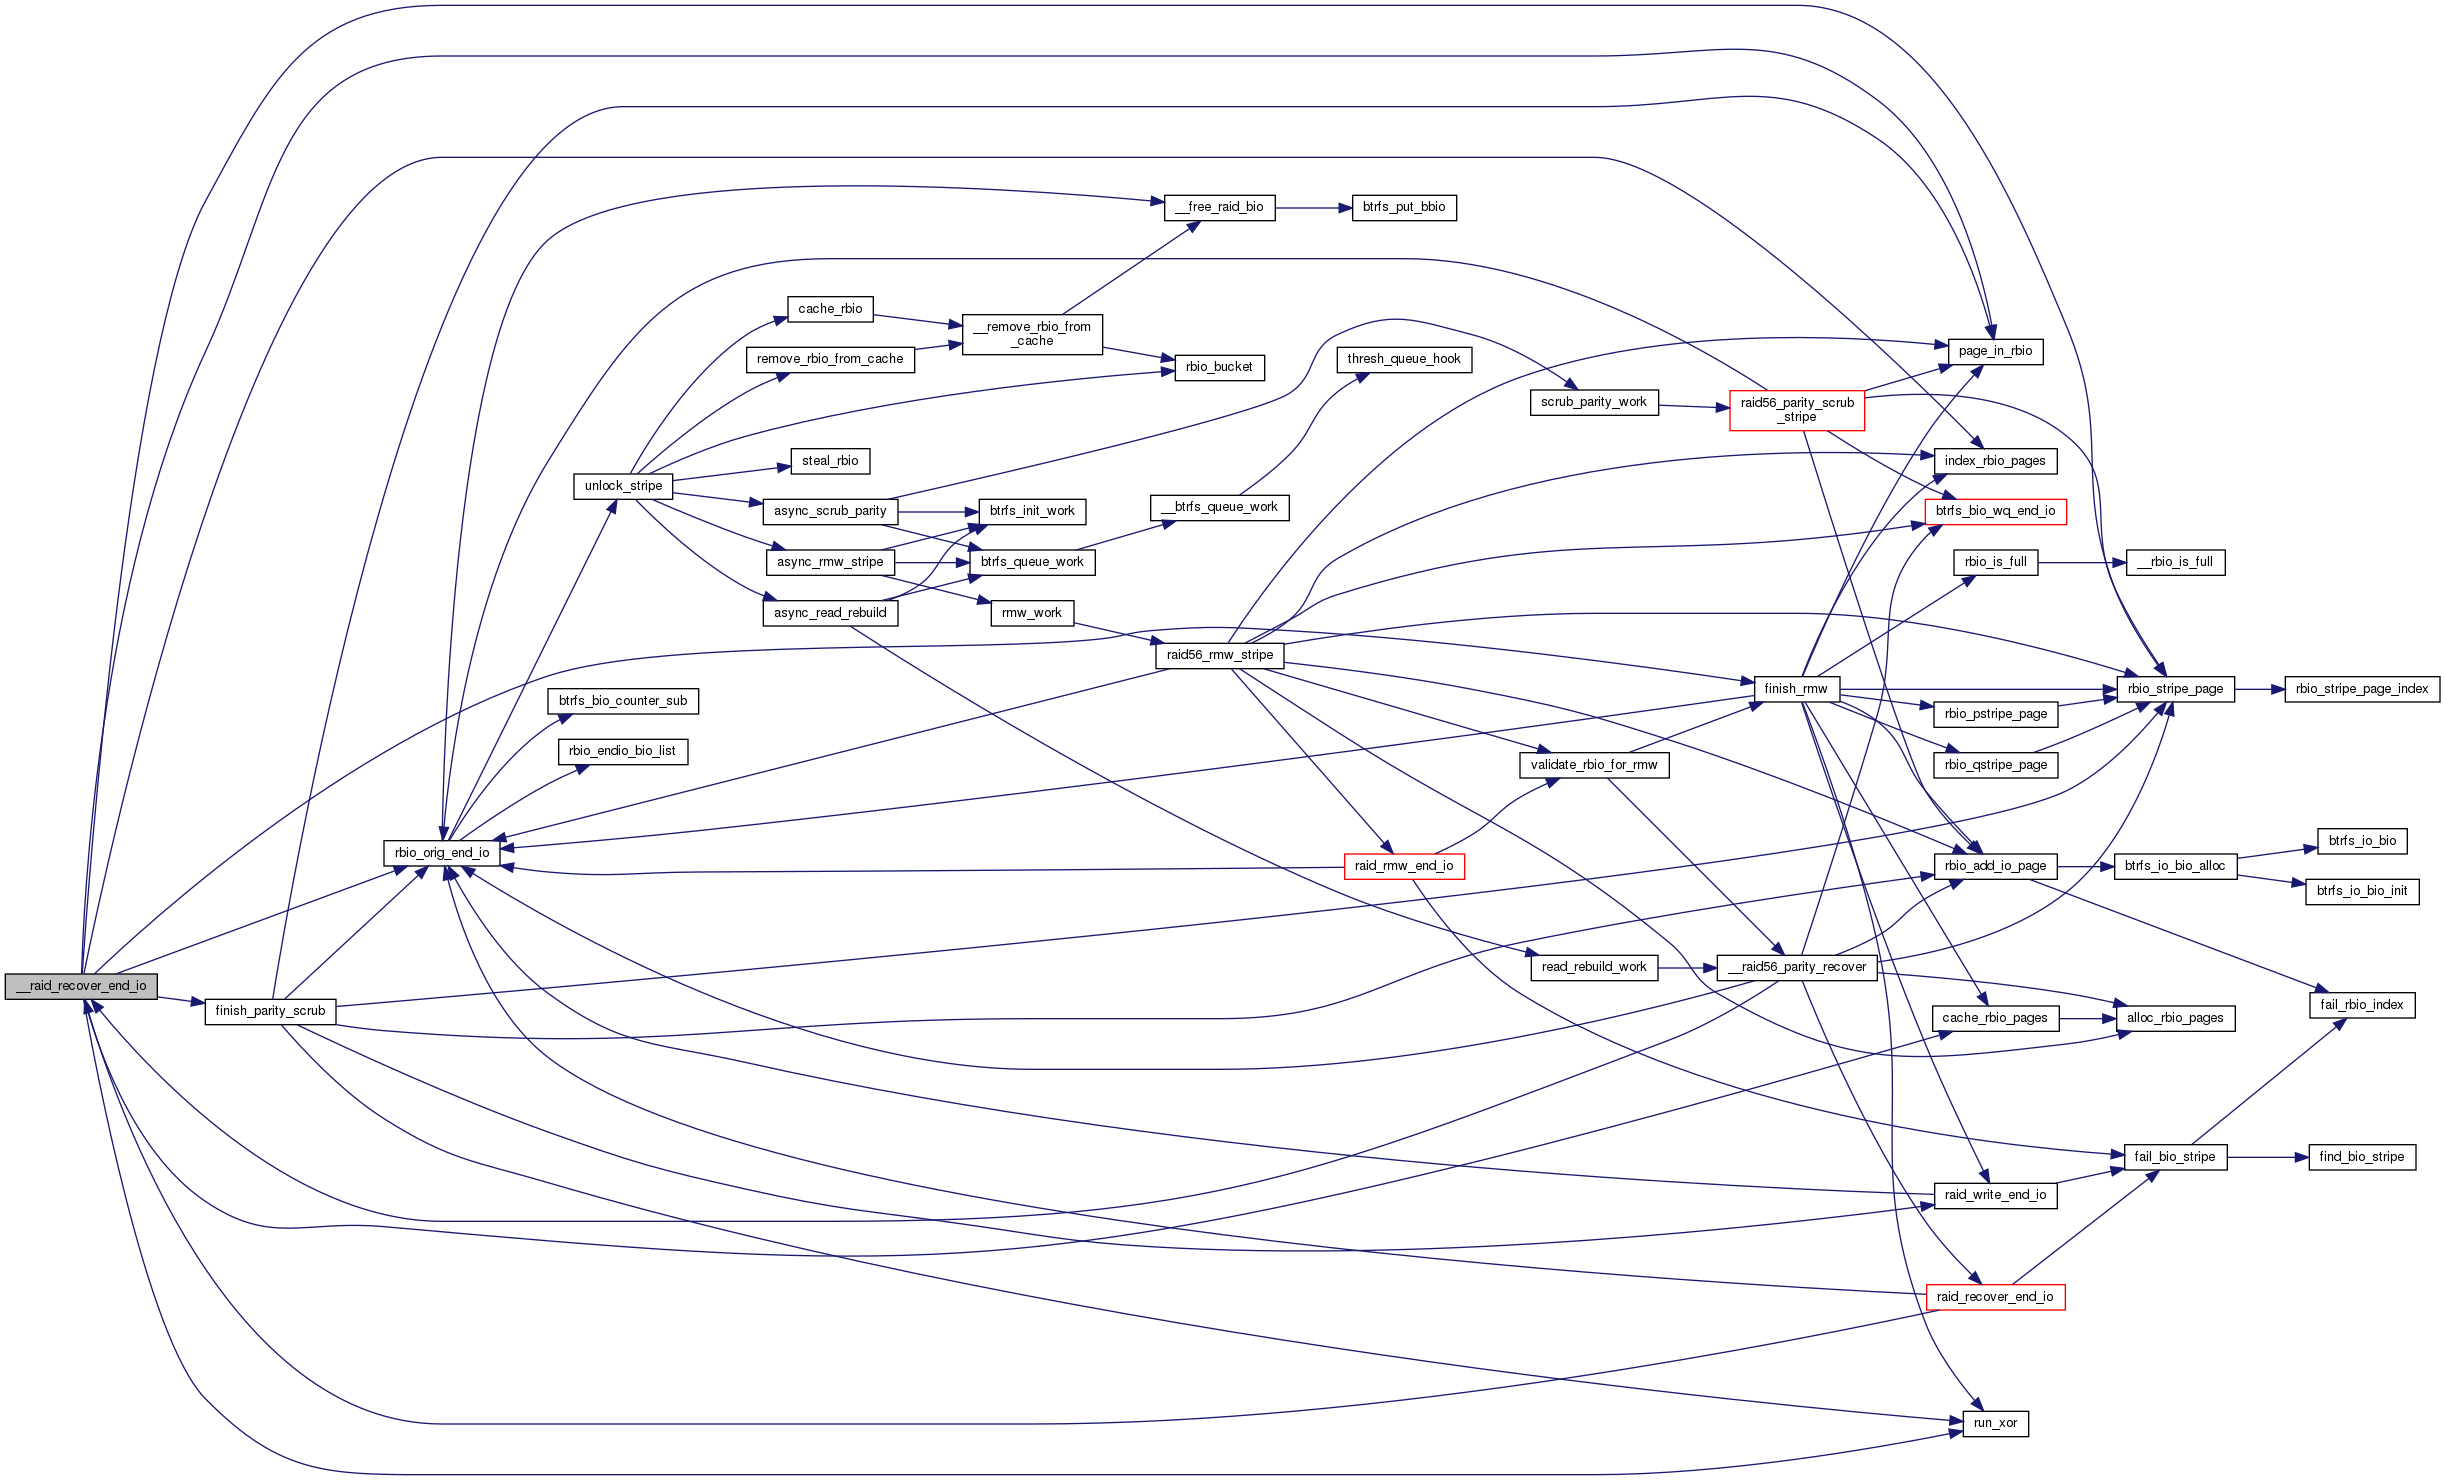 __free_raid_bio
btrfs_put_bbio
cache_rbio
__remove_rbio_from
_cache
remove_rbio_from_cache
rbio_bucket
thresh_queue_hook
page_in_rbio
scrub_parity_work
raid56_parity_scrub
_stripe
steal_rbio
index_rbio_pages
unlock_stripe
async_scrub_parity
btrfs_init_work
__btrfs_queue_work
btrfs_bio_wq_end_io
async_rmw_stripe
btrfs_queue_work
rbio_is_full
__rbio_is_full
async_read_rebuild
rmw_work
raid56_rmw_stripe
finish_rmw
rbio_stripe_page
rbio_stripe_page_index
btrfs_bio_counter_sub
rbio_pstripe_page
rbio_endio_bio_list
validate_rbio_for_rmw
rbio_qstripe_page
rbio_orig_end_io
raid_rmw_end_io
rbio_add_io_page
btrfs_io_bio_alloc
btrfs_io_bio
btrfs_io_bio_init
read_rebuild_work
__raid56_parity_recover
__raid_recover_end_io
finish_parity_scrub
cache_rbio_pages
alloc_rbio_pages
fail_rbio_index
fail_bio_stripe
find_bio_stripe
raid_write_end_io
raid_recover_end_io
run_xor